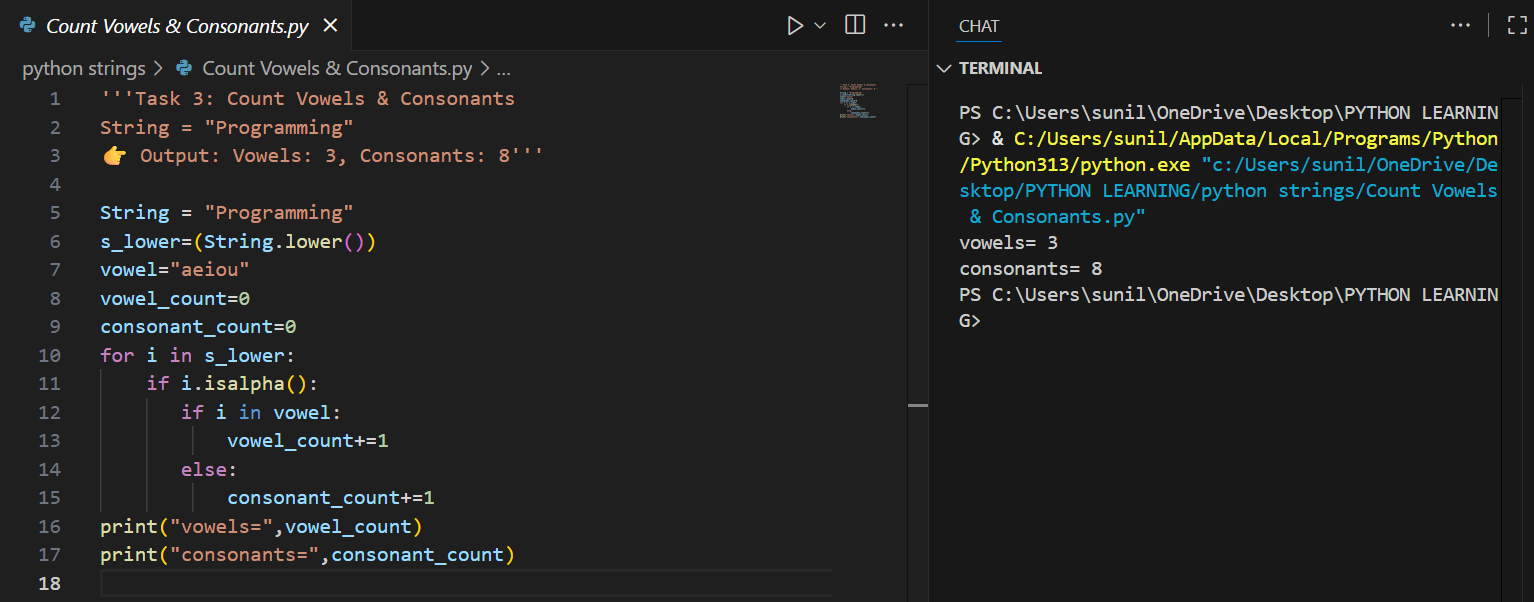 Count Vowels & Consonants.py
python strings > Count Vowels & Consonants.py > ...
1 '''Task 3: Count Vowels & Consonants
2 String = "Programming"
3 👉 Output: Vowels: 3, Consonants: 8'''
4
5 String = "Programming"
6 s_lower=(String.lower())
7 vowel="aeiou"
8 vowel_count=0
9 consonant_count=0
10 for i in s_lower:
11     if i.isalpha():
12        if i in vowel:
13            vowel_count+=1
14        else:
15            consonant_count+=1
16 print("vowels=",vowel_count)
17 print("consonants=",consonant_count)
18
CHAT
TERMINAL
PS C:\Users\sunil\OneDrive\Desktop\PYTHON LEARNIN
G> & C:/Users/sunil/AppData/Local/Programs/Python
/Python313/python.exe "c:/Users/sunil/OneDrive/De
sktop/PYTHON LEARNING/python strings/Count Vowels
 & Consonants.py"
vowels= 3
consonants= 8
PS C:\Users\sunil\OneDrive\Desktop\PYTHON LEARNIN
G>